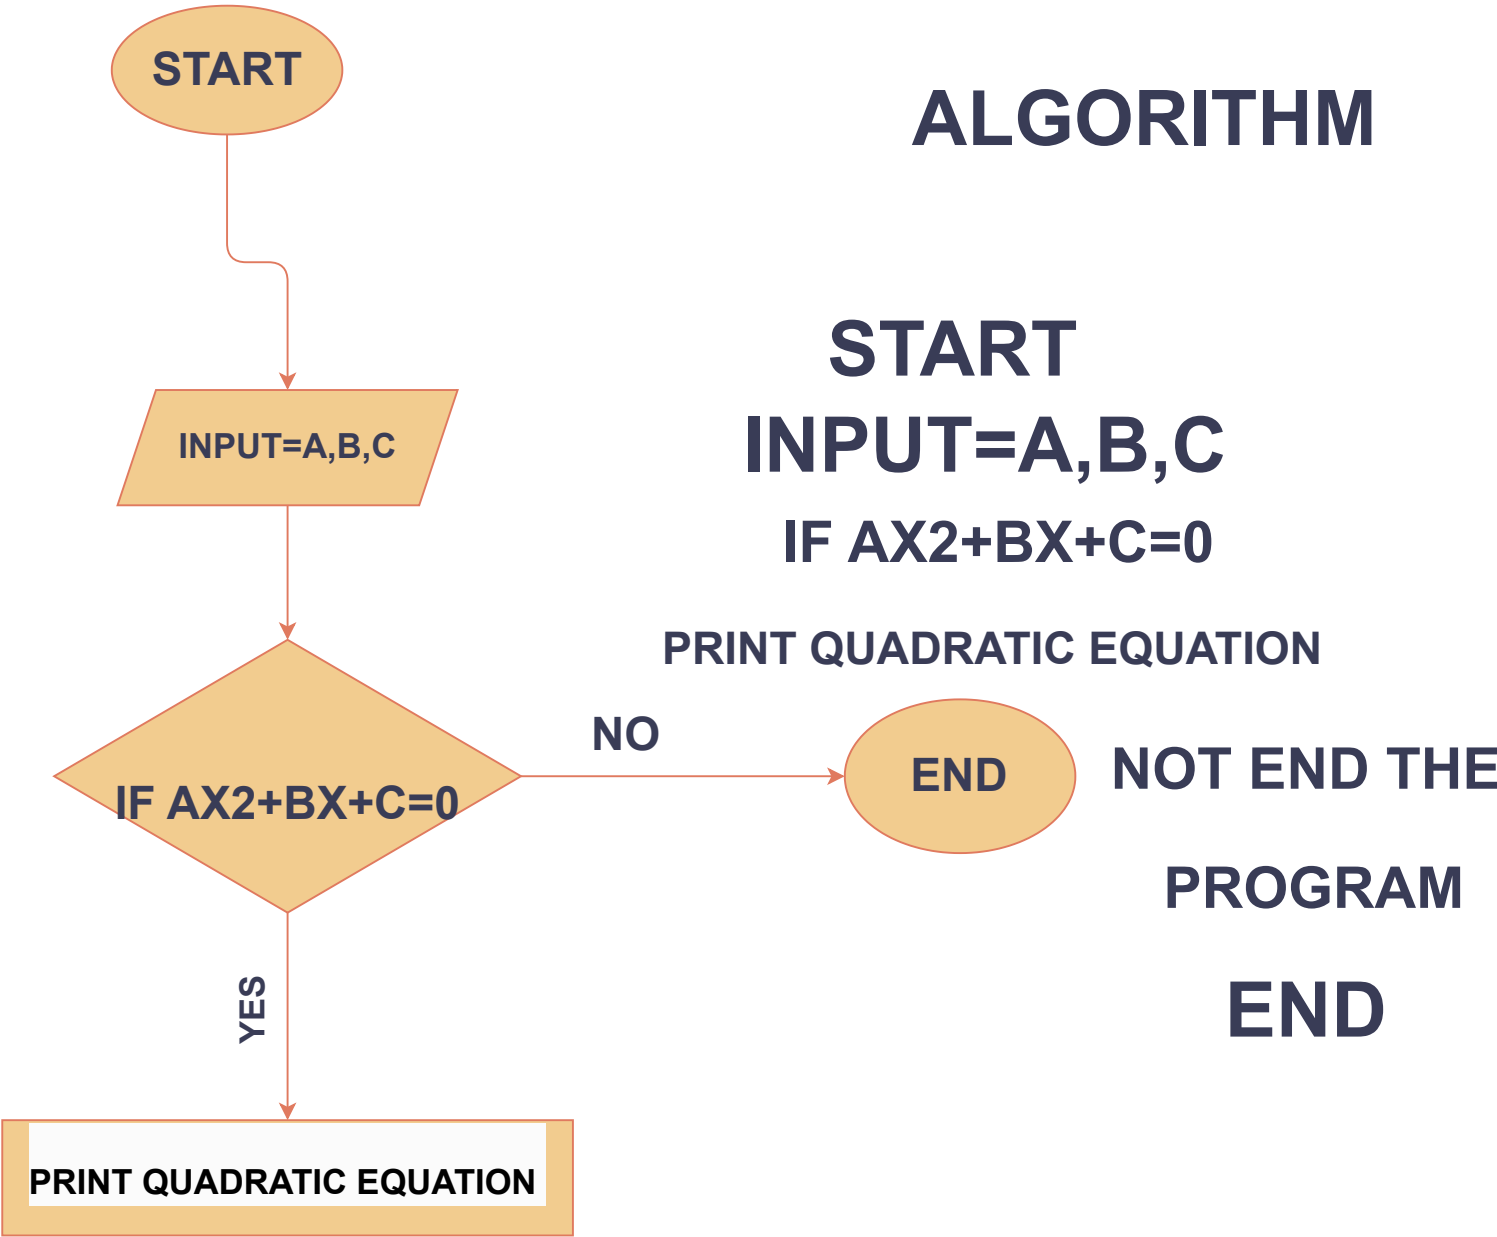 START
INPUT=A,B,C
IF AX2+BX+C=0
NO
END
YES
PRINT QUADRATIC EQUATION
ALGORITHM
START
INPUT=A,B,C
IF AX2+BX+C=0
PRINT QUADRATIC EQUATION
NOT END THE
PROGRAM
END